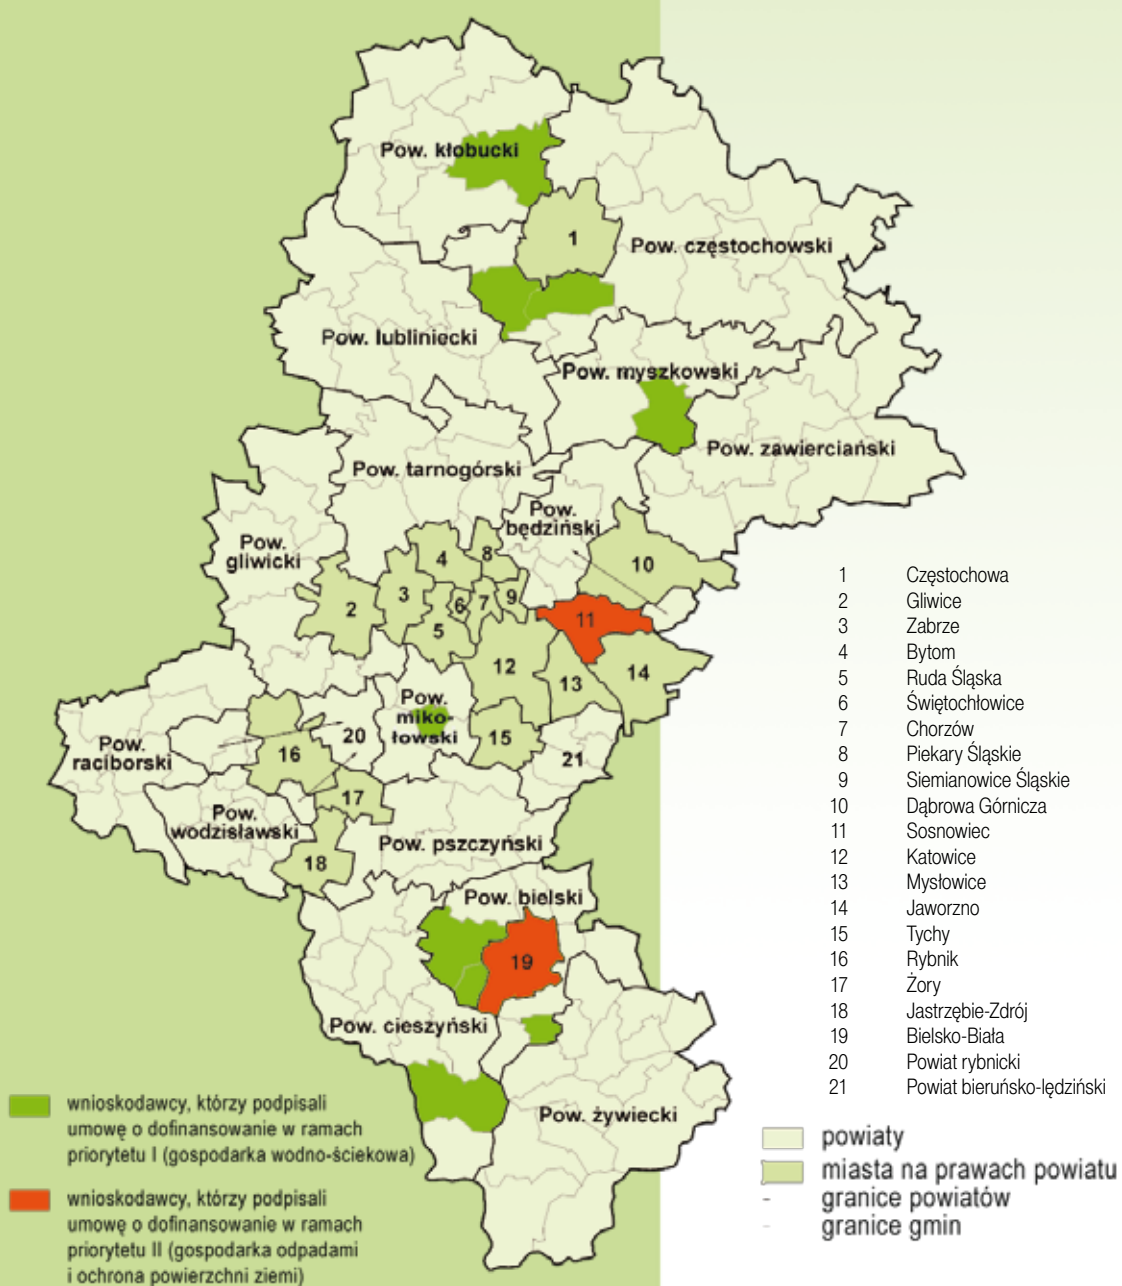 Pow. kłobucki
1
Pow. częstochowski
Pow. lubliniecki
Pow. myszkowski
Pow. zawierciański
Pow. tarnogórski
Pow.
będziński
Pow.
gliwicki
4
8
10
2
3
6
7
9
5
11
12
13
14
Pow.
miko-
łowski
Pow.
raciborski
20
15
16
21
17
Pow.
wodzisławski
Pow. pszczyński
18
Pow. bielski
19
Pow. cieszyński
Pow. żywiecki
1 Częstochowa
2 Gliwice
3 Zabrze
4 Bytom
5 Ruda Śląska
6 Świętochłowice
7 Chorzów
8 Piekary Śląskie
9 Siemianowice Śląskie
10 Dąbrowa Górnicza
11 Sosnowiec
12 Katowice
13 Mysłowice
14 Jaworzno
15 Tychy
16 Rybnik
17 Żory
18 Jastrzębie-Zdrój
19 Bielsko-Biała
20 Powiat rybnicki
21 Powiat bieruńsko-lędziński
wnioskodawcy, którzy podpisali
umowę o dofinansowanie w ramach
priorytetu I (gospodarka wodno-ściekowa)
wnioskodawcy, którzy podpisali
umowę o dofinansowanie w ramach
priorytetu II (gospodarka odpadami
i ochrona powierzchni ziemi)
powiaty
miasta na prawach powiatu
granice powiatów
granice gmin